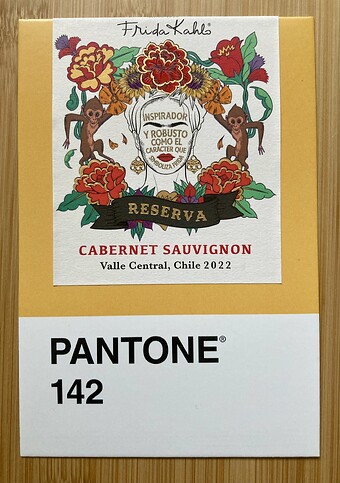 Frida Kahlo
INSPIRADOR
Y ROBUSTO
COMO EL
CARÁCTER QUE
SIMBOLIZA FRIDA
RESERVA
CABERNET SAUVIGNON
Valle Central, Chile 2022
PANTONE®
142